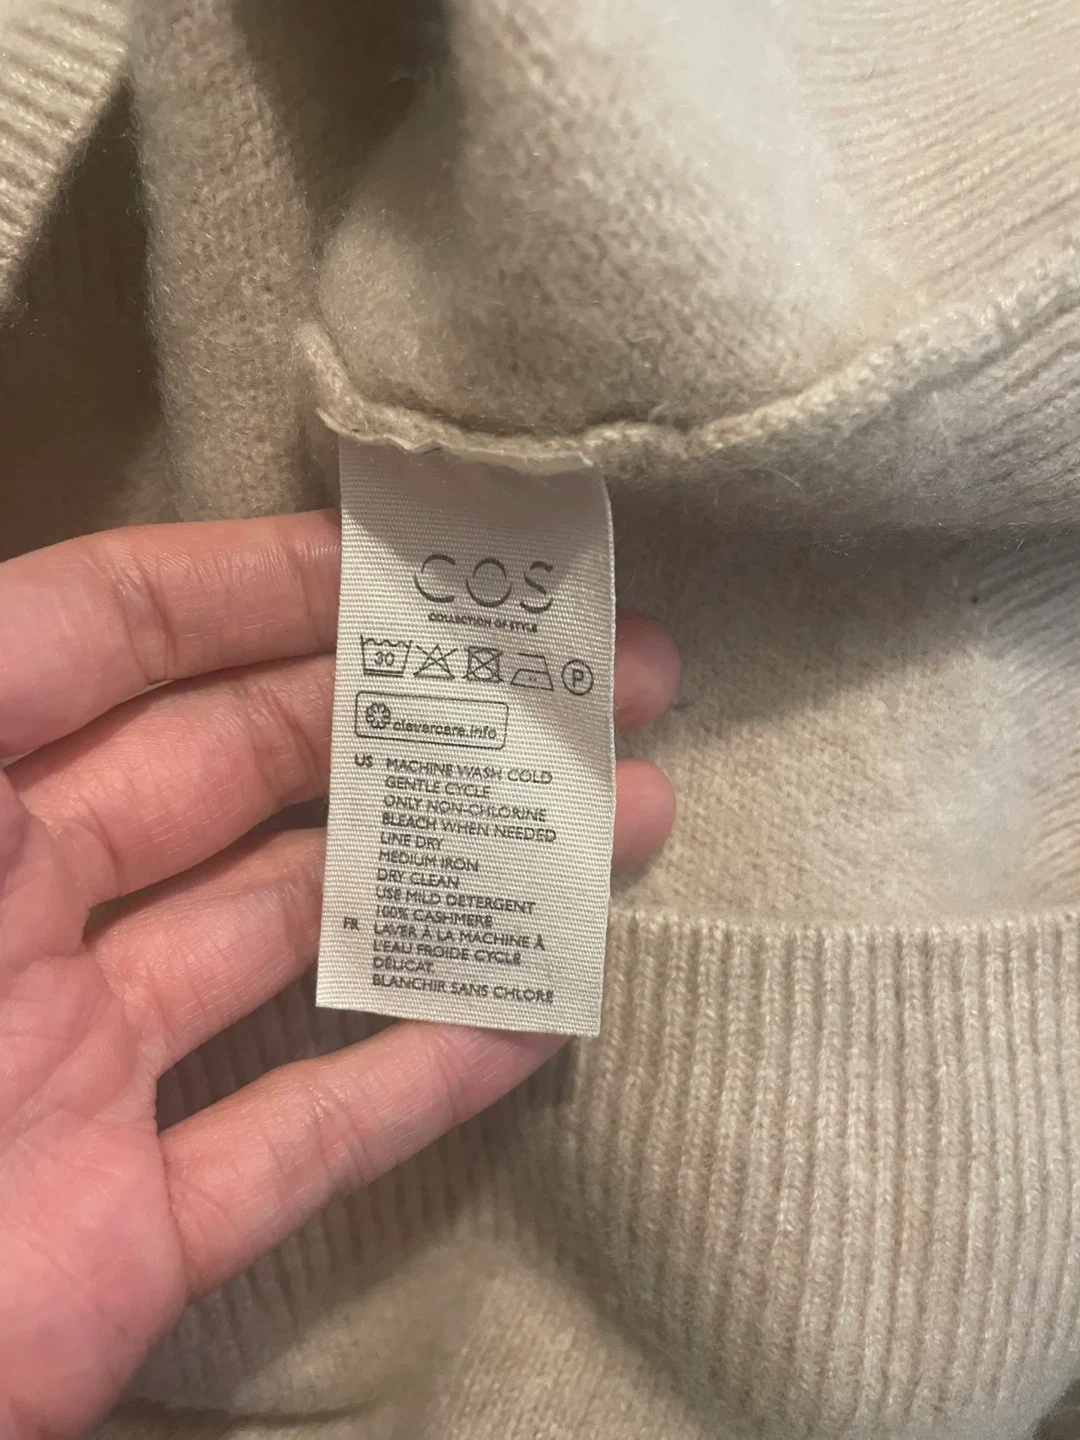 COS
COLLECTION OF STYLE
30 P
clevercare.info
US MACHINE WASH COLD
GENTLE CYCLE
ONLY NON-CHLORINE
BLEACH WHEN NEEDED
LINE DRY
MEDIUM IRON
DRY CLEAN
USE MILD DETERGENT
100% CASHMERE
FR LAVER À LA MACHINE À
L'EAU FROIDE CYCLE
DÉLICAT.
BLANCHIR SANS CHLORE